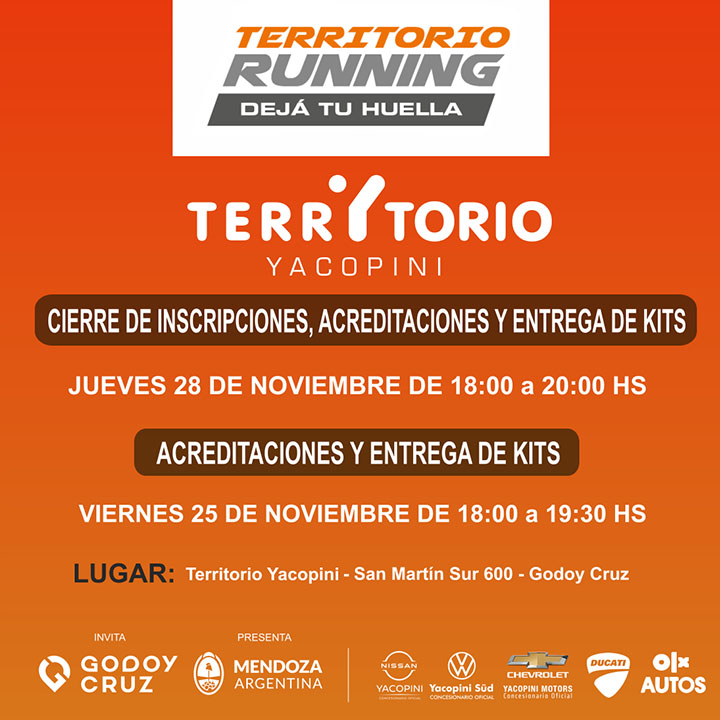 TERRITORIO
RUNNING
DEJÁ TU HUELLA
TERRYTORIO
YACOPINI
CIERRE DE INSCRIPCIONES, ACREDITACIONES Y ENTREGA DE KITS
JUEVES 28 DE NOVIEMBRE DE 18:00 a 20:00 HS
ACREDITACIONES Y ENTREGA DE KITS
VIERNES 25 DE NOVIEMBRE DE 18:00 a 19:30 HS
LUGAR: Territorio Yacopini - San Martín Sur 600 - Godoy Cruz
INVITA
GODOY
CRUZ
PRESENTA
MENDOZA
ARGENTINA
NISSAN
YACOPINI
CONCESIONARIO OFICIAL
Yacopini Süd
CONCESIONARIO OFICIAL
CHEVROLET
YACOPINI MOTORS
Concesionario Oficial
DUCATI
olx
AUTOS